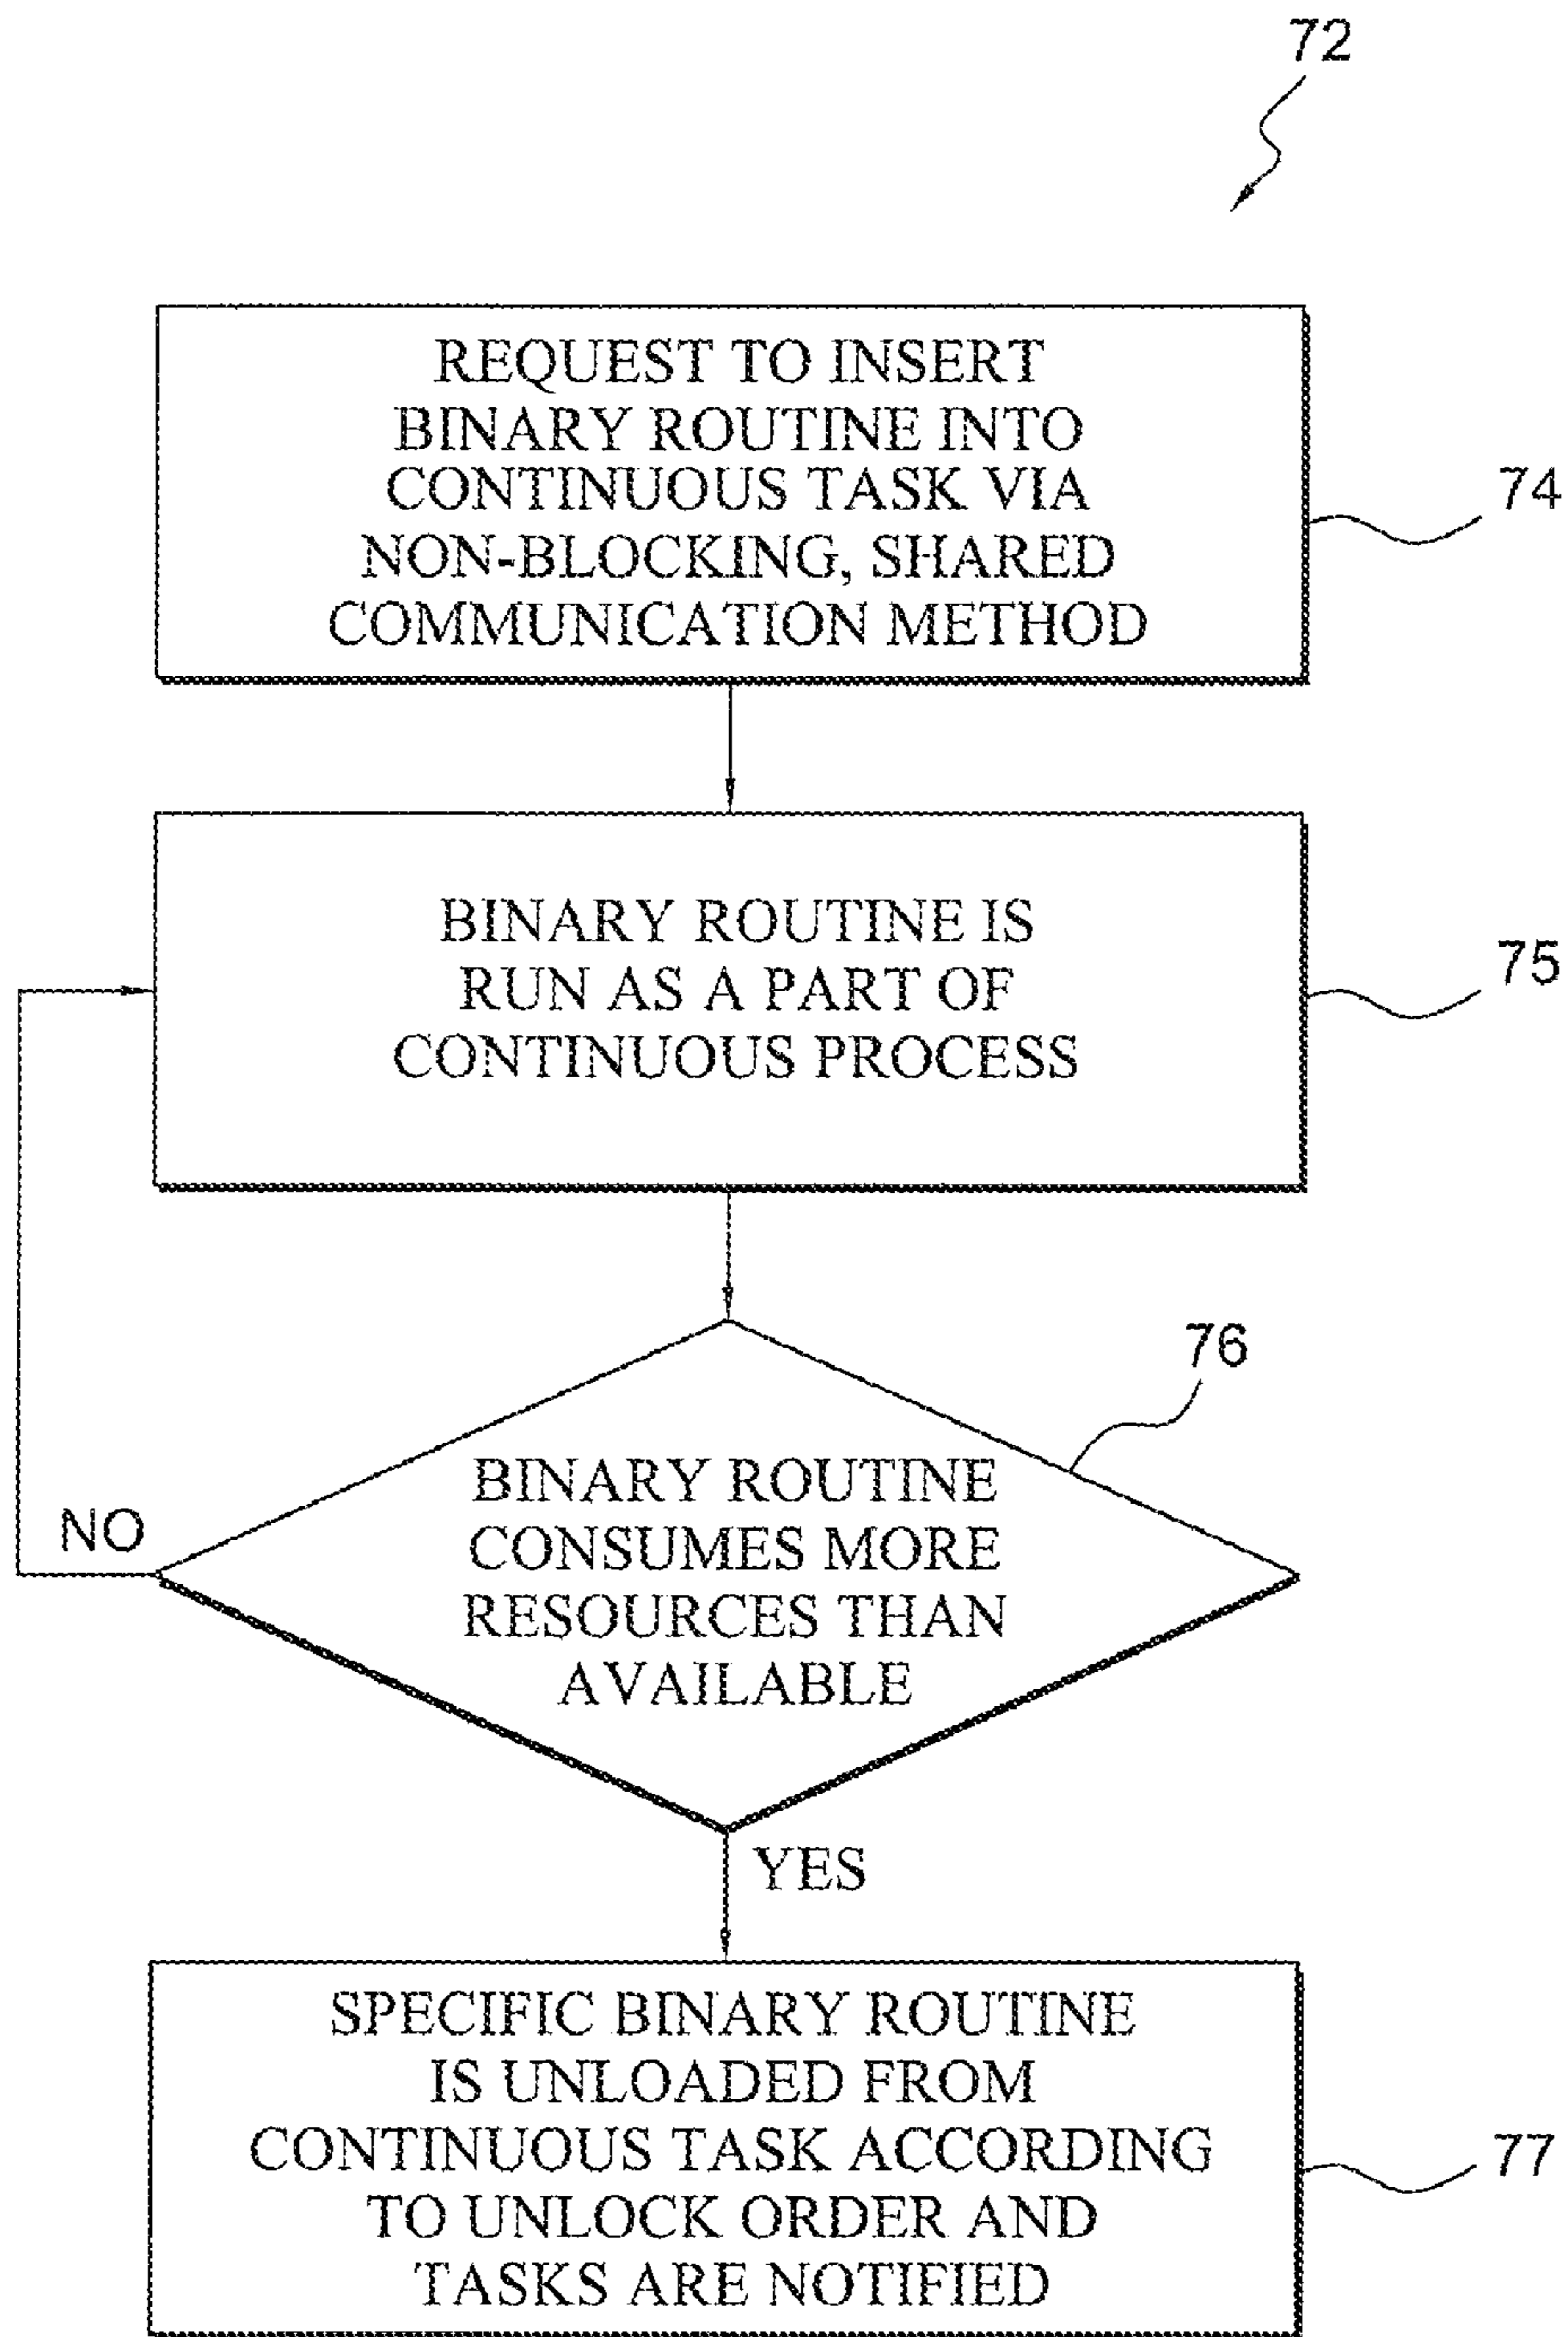 72
REQUEST TO INSERT
BINARY ROUTINE INTO
CONTINUOUS TASK VIA
NON-BLOCKING, SHARED
COMMUNICATION METHOD
74
BINARY ROUTINE IS
RUN AS A PART OF
CONTINUOUS PROCESS
75
76
BINARY ROUTINE
CONSUMES MORE
RESOURCES THAN
AVAILABLE
NO
YES
SPECIFIC BINARY ROUTINE
IS UNLOADED FROM
CONTINUOUS TASK ACCORDING
TO UNLOCK ORDER AND
TASKS ARE NOTIFIED
77